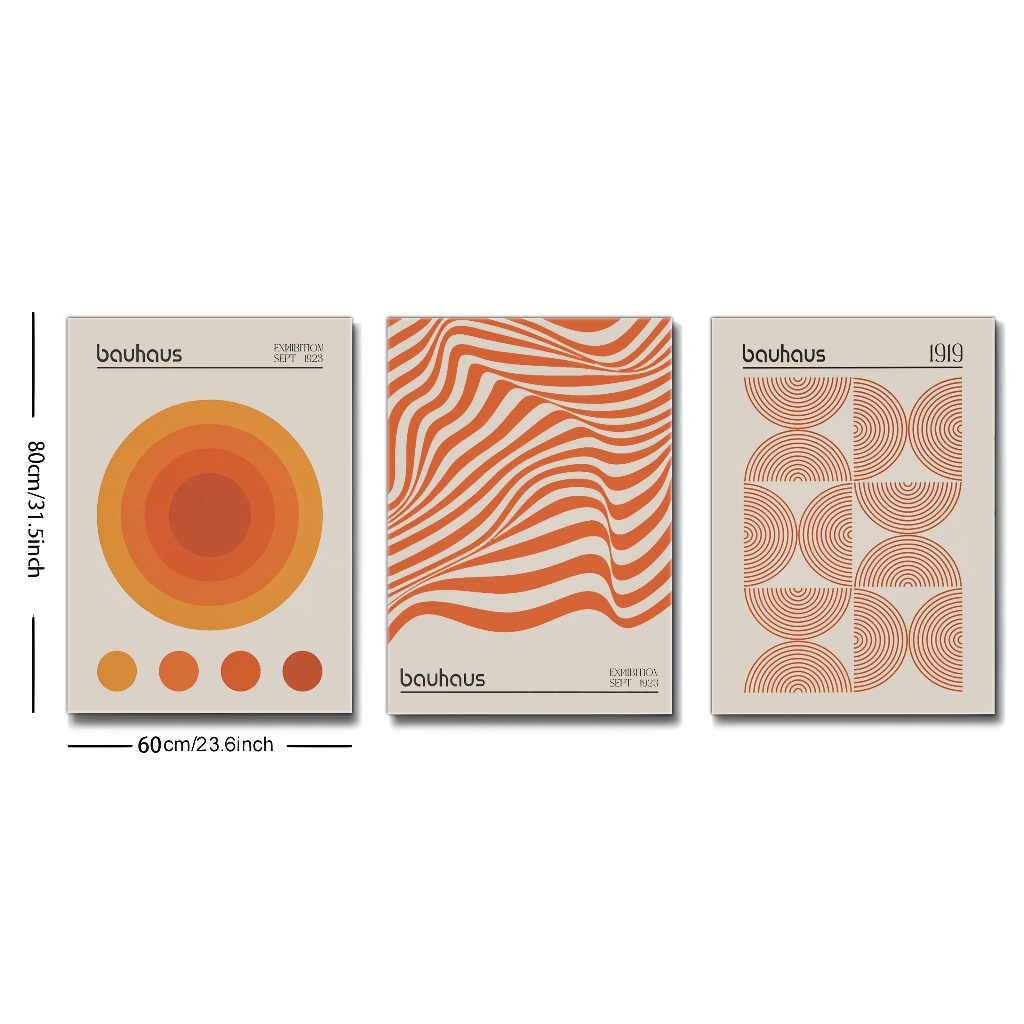 bauhaus
EXHIBITION
SEPT 1923
bauhaus
EXHIBITION
SEPT 1923
bauhaus
1919
80cm/31.5inch
60cm/23.6inch